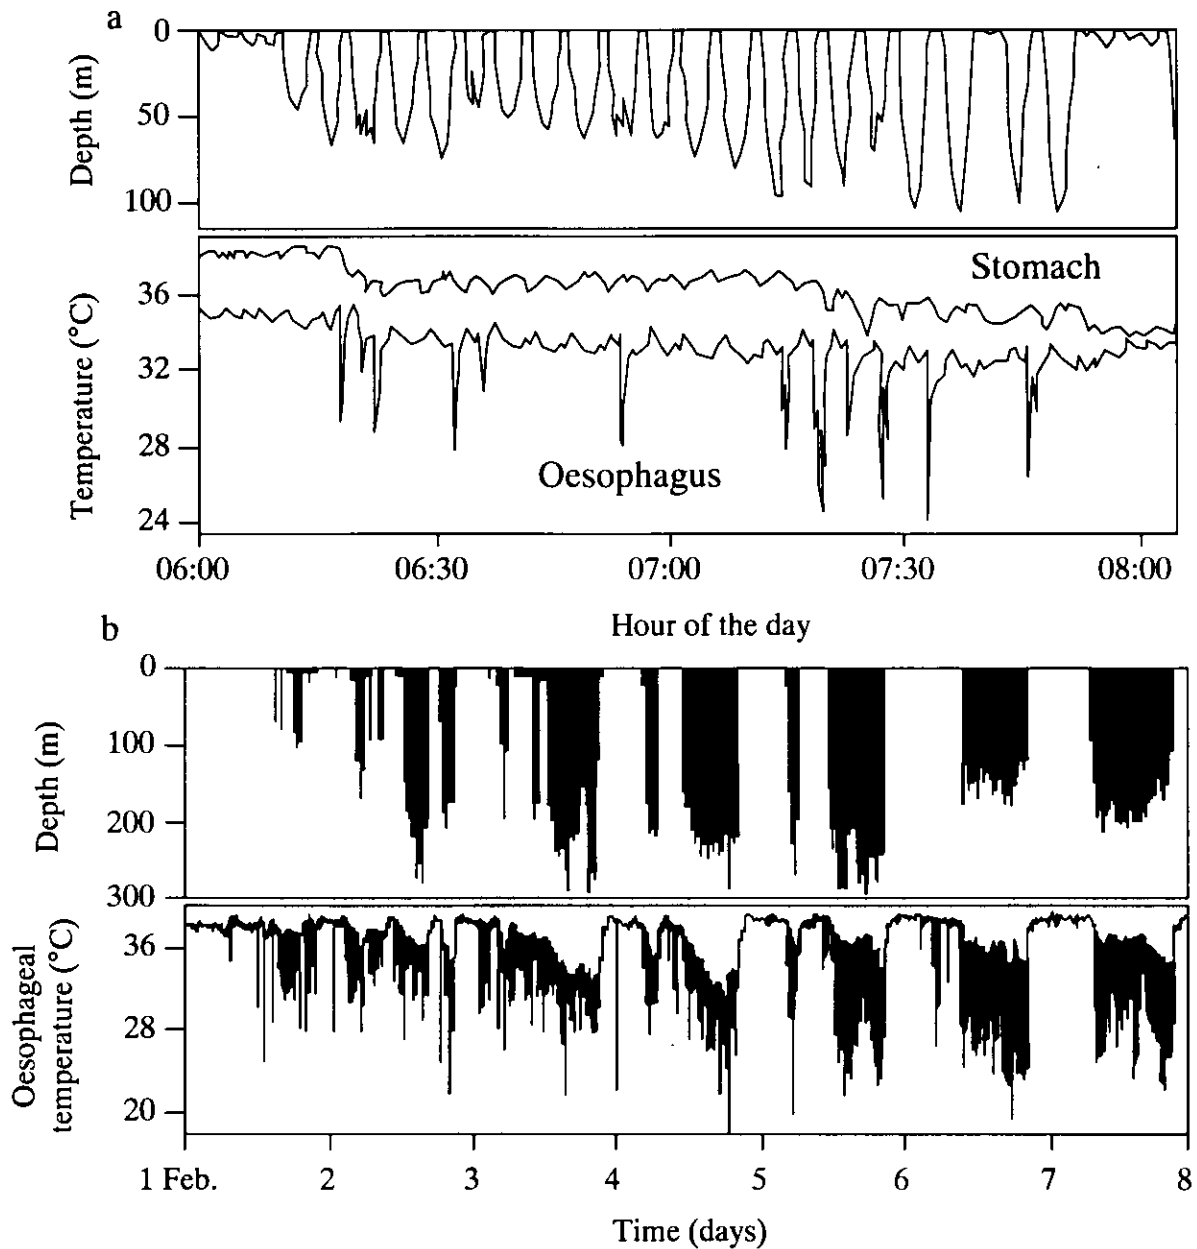 a
0
50
100
Depth (m)
Stomach
36
32
28
24
Temperature (°C)
Oesophagus
06:00 06:30 07:00 07:30 08:00
Hour of the day
b
0
100
200
300
Depth (m)
36
28
20
Oesophageal
temperature (°C)
1 Feb. 2 3 4 5 6 7 8
Time (days)